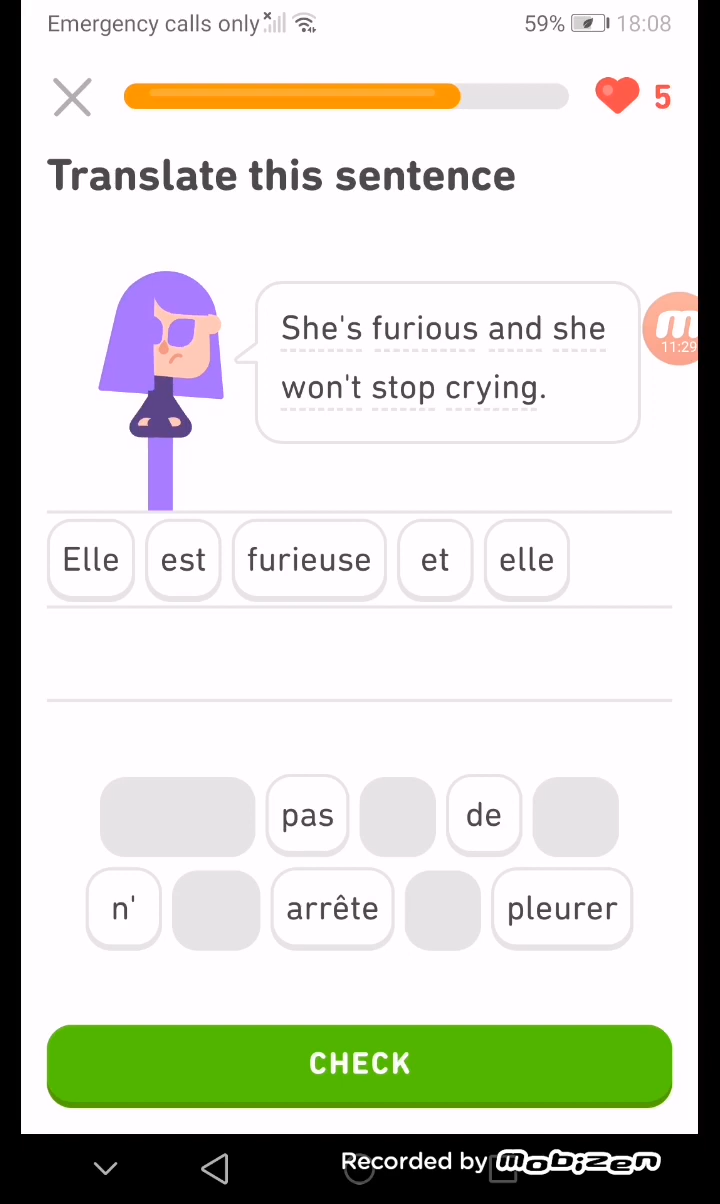 Emergency calls only 59% 18:08
5
Translate this sentence
She's furious and she
won't stop crying.
11:29
Elle est furieuse et elle
pas de
n' arrête pleurer
CHECK
Recorded by mobizen